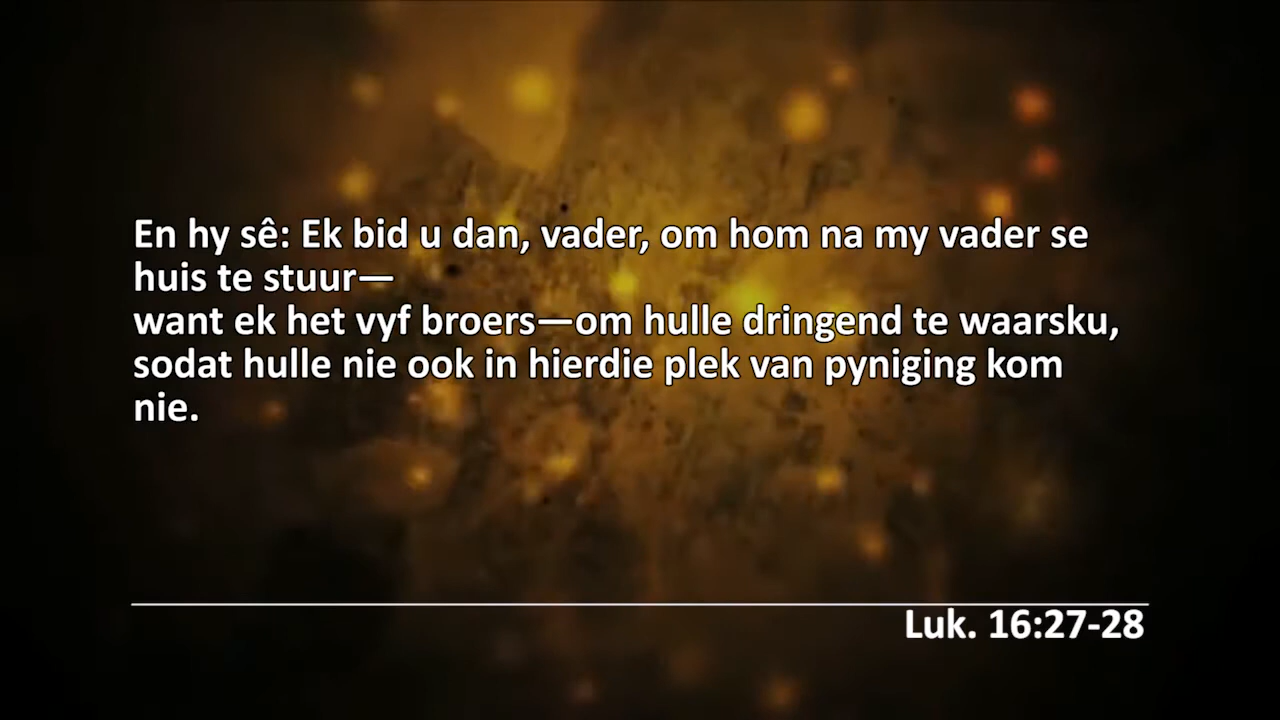 En hy sê: Ek bid u dan, vader, om hom na my vader se
huis te stuur—
want ek het vyf broers—om hulle dringend te waarsku,
sodat hulle nie ook in hierdie plek van pyniging kom
nie.
Luk. 16:27-28